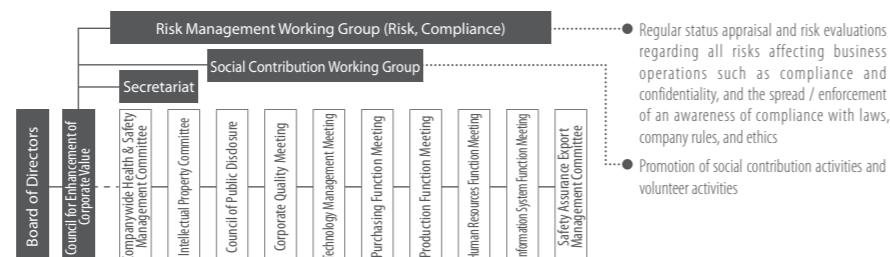 Risk Management Working Group (Risk, Compliance)
Social Contribution Working Group
Secretariat
Board of Directors
Council for Enhancement of
Corporate Value
Companywide Health & Safety
Management Committee
Intellectual Property Committee
Council of Public Disclosure
Corporate Quality Meeting
Technology Management Meeting
Purchasing Function Meeting
Production Function Meeting
Human Resources Function Meeting
Information System Function Meeting
Safety Assurance Export
Management Committee
Regular status appraisal and risk evaluations
regarding all risks affecting business
operations such as compliance and
confidentiality, and the spread / enforcement
of an awareness of compliance with laws,
company rules, and ethics
Promotion of social contribution activities and
volunteer activities